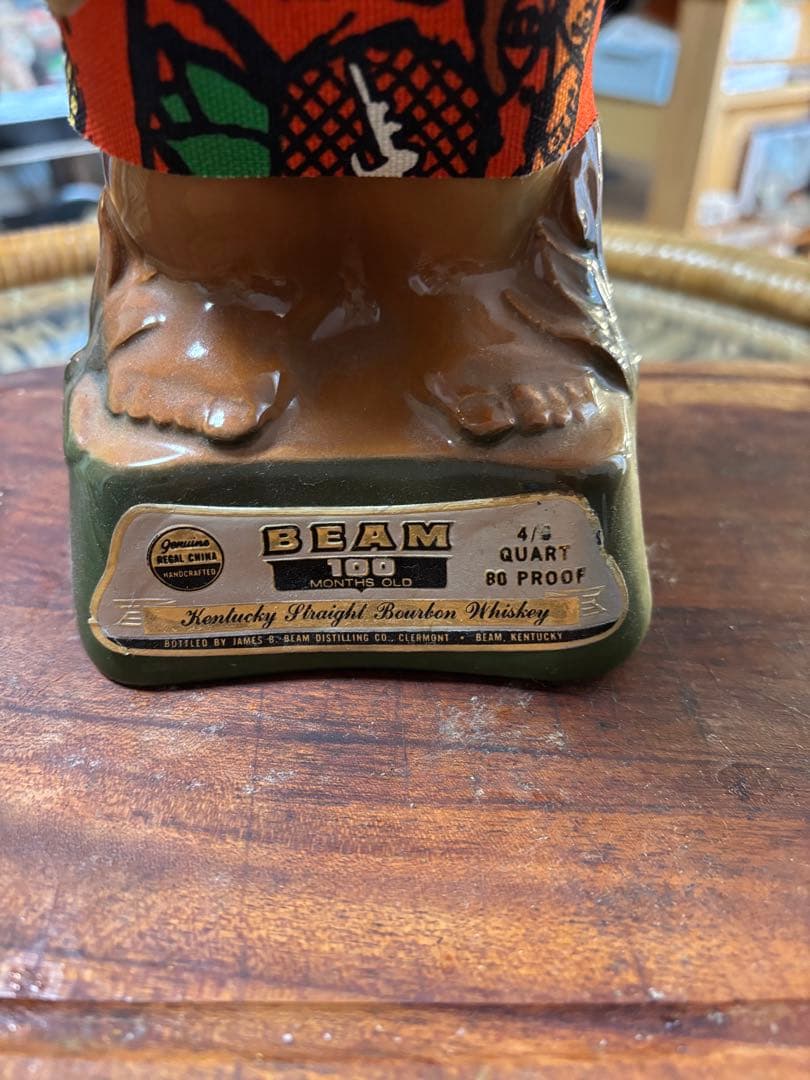 Genuine
REGAL CHINA
HANDCRAFTED
BEAM
100
MONTHS OLD
4/5
QUART
80 PROOF
Kentucky Straight Bourbon Whiskey
BOTTLED BY JAMES B. BEAM DISTILLING CO., CLERMONT • BEAM, KENTUCKY